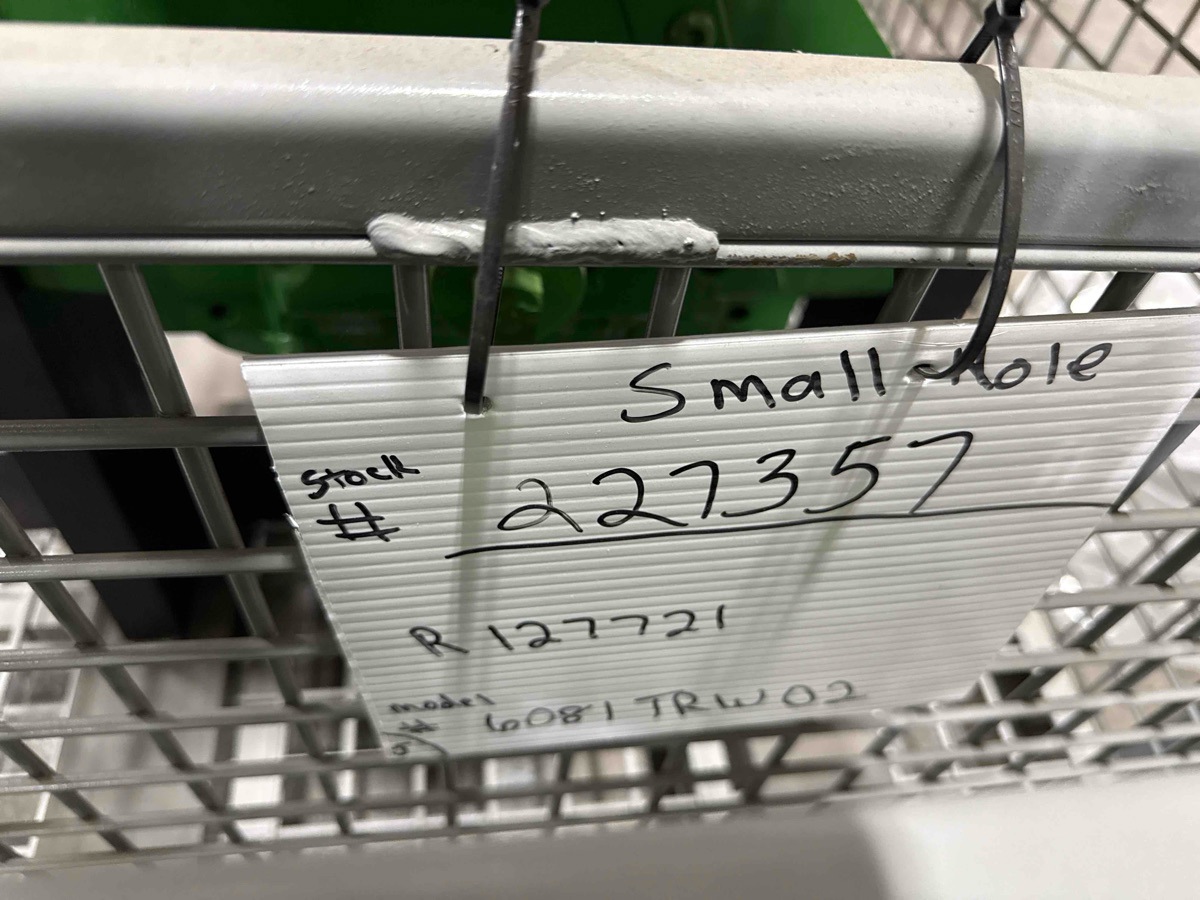 Small Hole
Stock
# 227357
R127721
model
# 6081TRW02